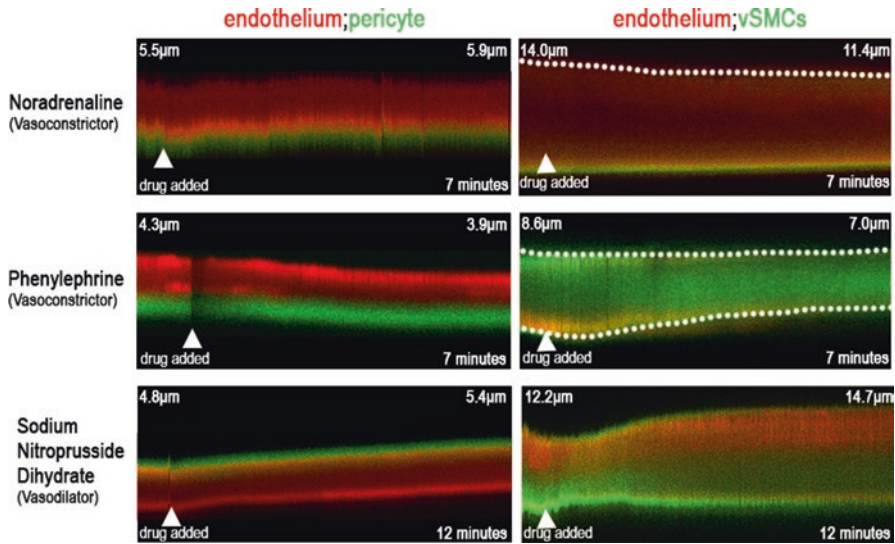 endothelium;pericyte
endothelium;vSMCs
Noradrenaline
(Vasoconstrictor)
5.5µm 5.9µm
drug added 7 minutes
14.0µm 11.4µm
drug added 7 minutes
Phenylephrine
(Vasoconstrictor)
4.3µm 3.9µm
drug added 7 minutes
8.6µm 7.0µm
drug added 7 minutes
Sodium
Nitroprusside
Dihydrate
(Vasodilator)
4.8µm 5.4µm
drug added 12 minutes
12.2µm 14.7µm
drug added 12 minutes